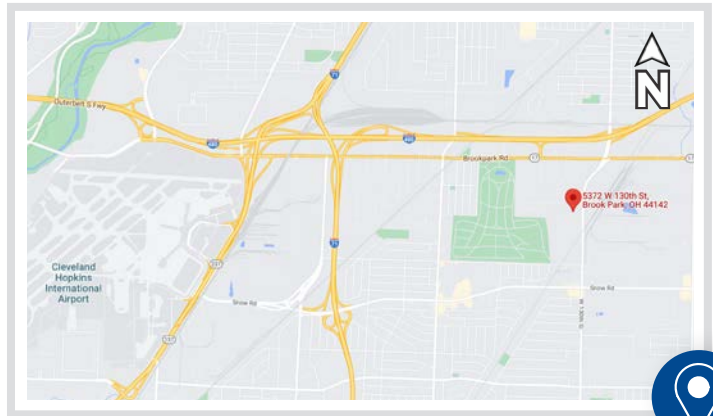 N
71
Outerbelt S Fwy
480
480
Brookpark Rd
17
17
5372 W 130th St,
Brook Park, OH 44142
71
237
Cleveland
Hopkins
International
Airport
Snow Rd
Snow Rd
W 130th St
237